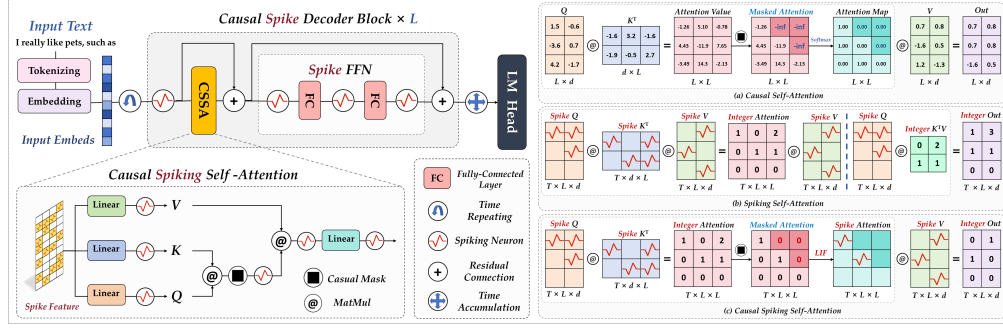 Causal Spike Decoder Block × L
Input Text
I really like pets, such as
Tokenizing
Embedding
Input Embeds
CSSA
Spike FFN
FC
FC
LM Head
Causal Spiking Self -Attention
Linear
V
Linear
K
Linear
Q
@
@
Linear
Spike Feature
FC
Fully-Connected
Layer
Time
Repeating
Spiking Neuron
Residual
Connection
Time
Accumulation
Casual Mask
@
MatMul
Q
1.5 -0.6
-3.6 0.7
4.2 -1.7
L × d
@
Kᵀ
-1.6 3.2 -1.6
-1.9 -0.5 2.7
d × L
=
Attention Value
-1.26 5.10 -0.78
4.43 -11.9 7.65
-3.49 14.3 -2.13
L × L
Masked Attention
-1.26 -inf -inf
4.43 -11.9 -inf
-3.49 14.3 -2.13
L × L
Softmax
Attention Map
1.00 0.00 0.00
1.00 0.00 0.00
0.00 1.00 0.00
L × L
@
V
0.7 0.8
-1.6 0.5
1.2 -1.3
L × d
=
Out
0.7 0.8
0.7 0.8
-1.6 0.5
L × d
(a) Causal Self-Attention
Spike Q
T × L × d
@
Spike Kᵀ
T × d × L
@
Spike V
T × L × d
=
Integer Attention
1 0 2
0 1 1
0 0 0
T × L × L
@
Spike V
T × L × d
Spike Q
T × L × d
@
Integer KᵀV
0 2
1 1
=
Integer Out
1 3
1 1
0 0
T × L × d
(b) Spiking Self-Attention
Spike Q
T × L × d
@
Spike Kᵀ
T × d × L
=
Integer Attention
1 0 2
0 1 1
0 0 0
T × L × L
Masked Attention
1 0 0
0 1 0
0 0 0
T × L × L
LIF
Spike Attention
T × L × L
@
Spike V
T × L × d
=
Integer Out
0 1
1 0
0 0
T × L × d
(c) Causal Spiking Self-Attention